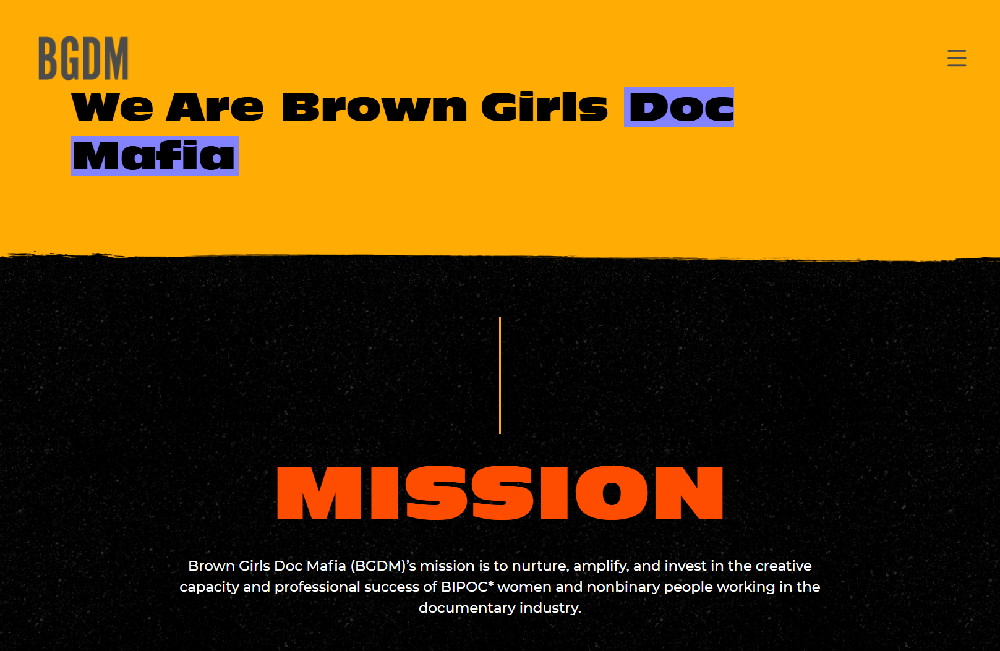 BGDM
We Are Brown Girls Doc
Mafia
MISSION
Brown Girls Doc Mafia (BGDM)’s mission is to nurture, amplify, and invest in the creative
capacity and professional success of BIPOC* women and nonbinary people working in the
documentary industry.